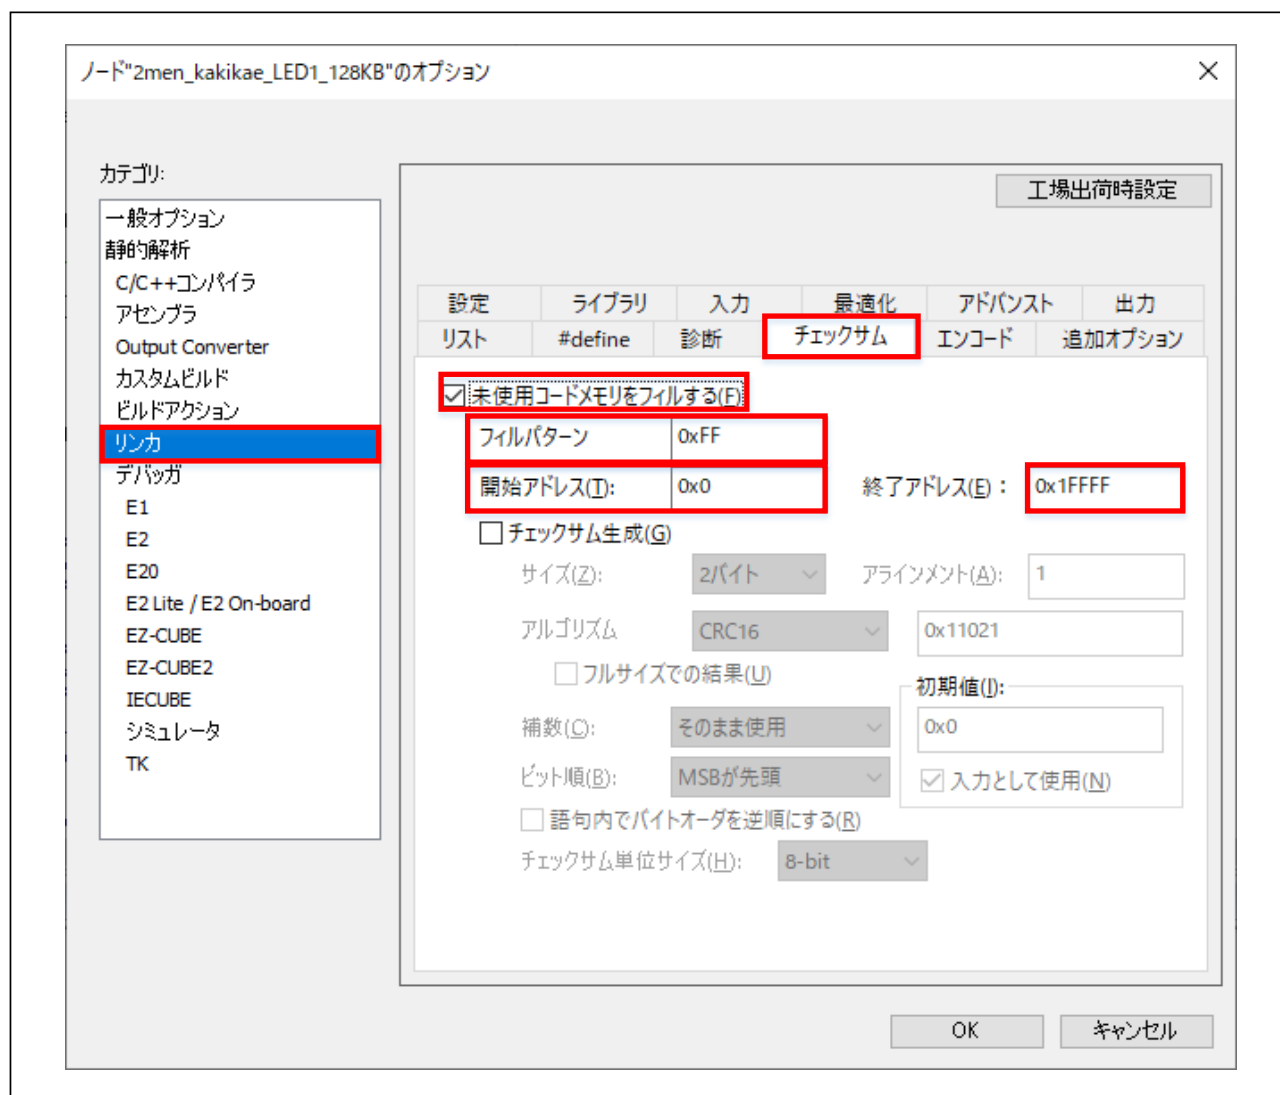 ノード"2men_kakikae_LED1_128KB"のオプション
カテゴリ:
一般オプション
静的解析
C/C++コンパイラ
アセンブラ
Output Converter
カスタムビルド
ビルドアクション
リンカ
デバッガ
E1
E2
E20
E2 Lite / E2 On-board
EZ-CUBE
EZ-CUBE2
IECUBE
シミュレータ
TK
工場出荷時設定
設定 ライブラリ 入力 最適化 アドバンスト 出力
リスト #define 診断 チェックサム エンコード 追加オプション
未使用コードメモリをフィルする(F)
フィルパターン 0xFF
開始アドレス(T): 0x0 終了アドレス(E): 0x1FFFF
チェックサム生成(G)
サイズ(Z): 2バイト アラインメント(A): 1
アルゴリズム CRC16 0x11021
フルサイズでの結果(U)
初期値(I):
補数(C): そのまま使用 0x0
ビット順(B): MSBが先頭 入力として使用(N)
語句内でバイトオーダを逆順にする(R)
チェックサム単位サイズ(H): 8-bit
OK キャンセル